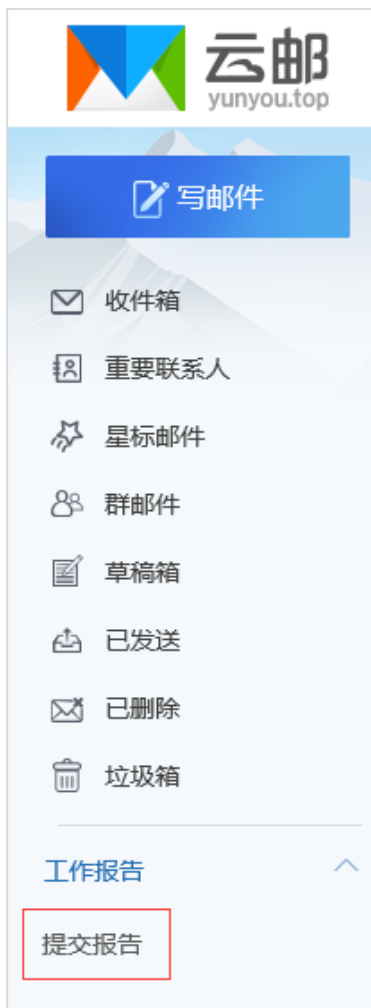 云邮
yunyou.top
写邮件
收件箱
重要联系人
星标邮件
群邮件
草稿箱
已发送
已删除
垃圾箱
工作报告
提交报告